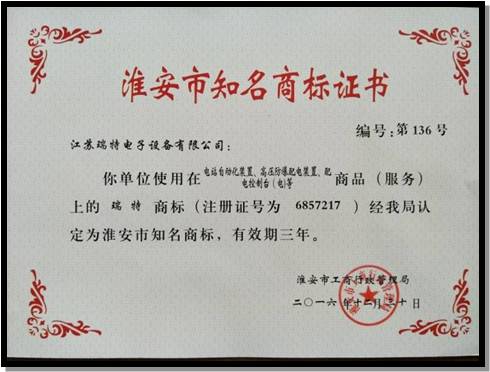 淮安市知名商标证书
编号：第 136 号
江苏瑞特电子设备有限公司：
你单位使用在电站自动化装置、高压防爆配电装置、配电控制台（电）等商品（服务）
上的 瑞特 商标（注册证号为 6857217）经我局认
定为淮安市知名商标，有效期三年。
淮安市工商行政管理局
二〇一六年十二月三十日